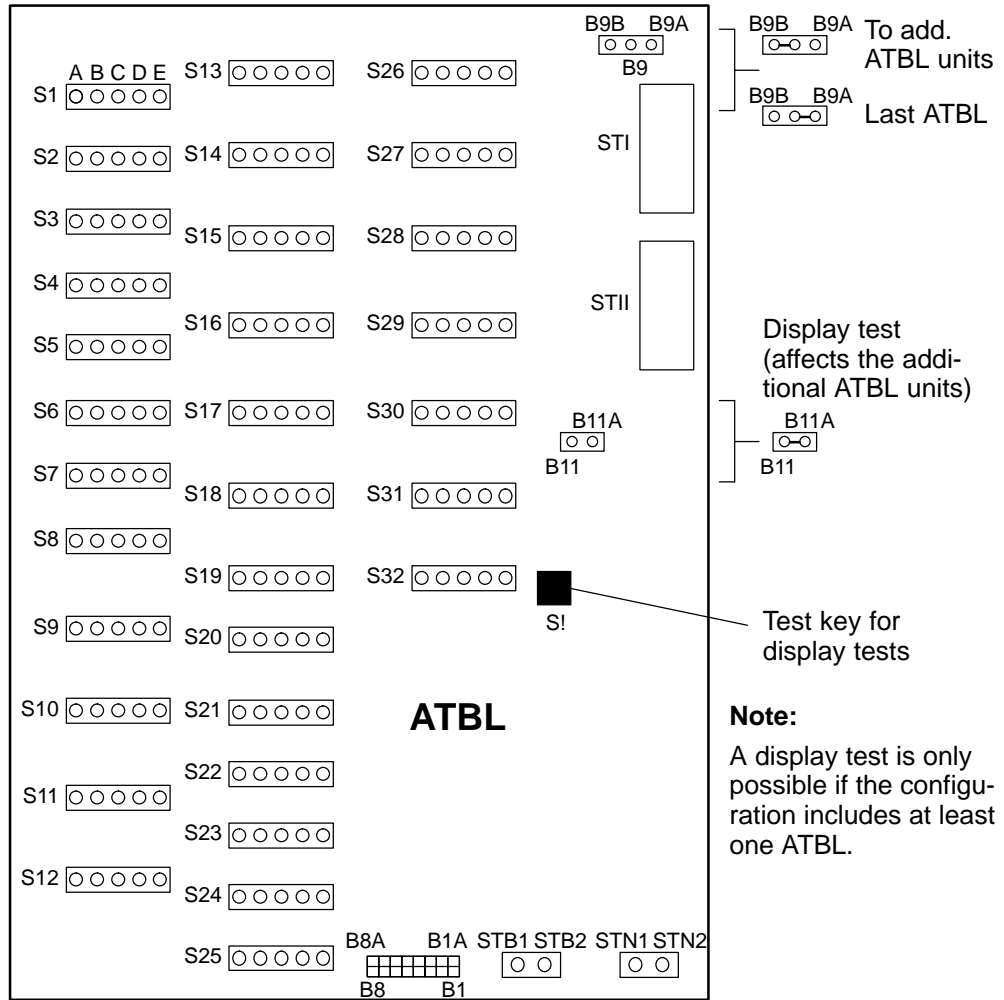 B9B B9A
B9
B9B B9A
To add.
ATBL units
B9B B9A
Last ATBL
A B C D E
S1
S2
S3
S4
S5
S6
S7
S8
S9
S10
S11
S12
S13
S14
S15
S16
S17
S18
S19
S20
S21
S22
S23
S24
S25
S26
S27
S28
S29
S30
S31
S32
STI
STII
B11A
B11
Display test
(affects the addi-
tional ATBL units)
B11A
B11
S!
Test key for
display tests
ATBL
Note:
A display test is only
possible if the configu-
ration includes at least
one ATBL.
B8A B1A
B8 B1
STB1 STB2
STN1 STN2